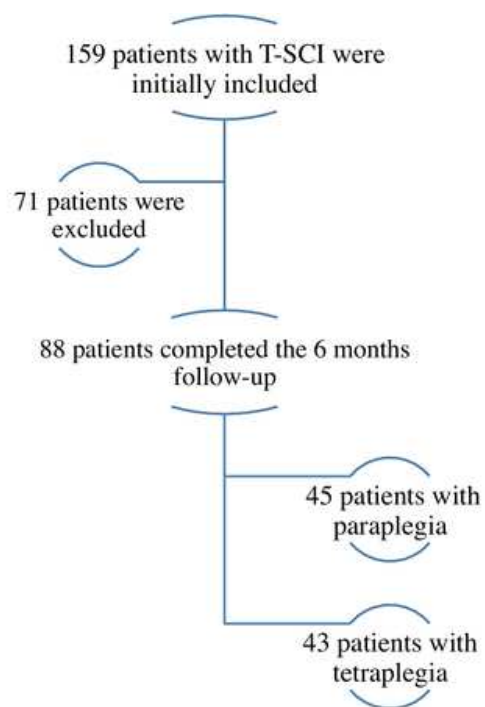 159 patients with T-SCI were
initially included
71 patients were
excluded
88 patients completed the 6 months
follow-up
45 patients with
paraplegia
43 patients with
tetraplegia